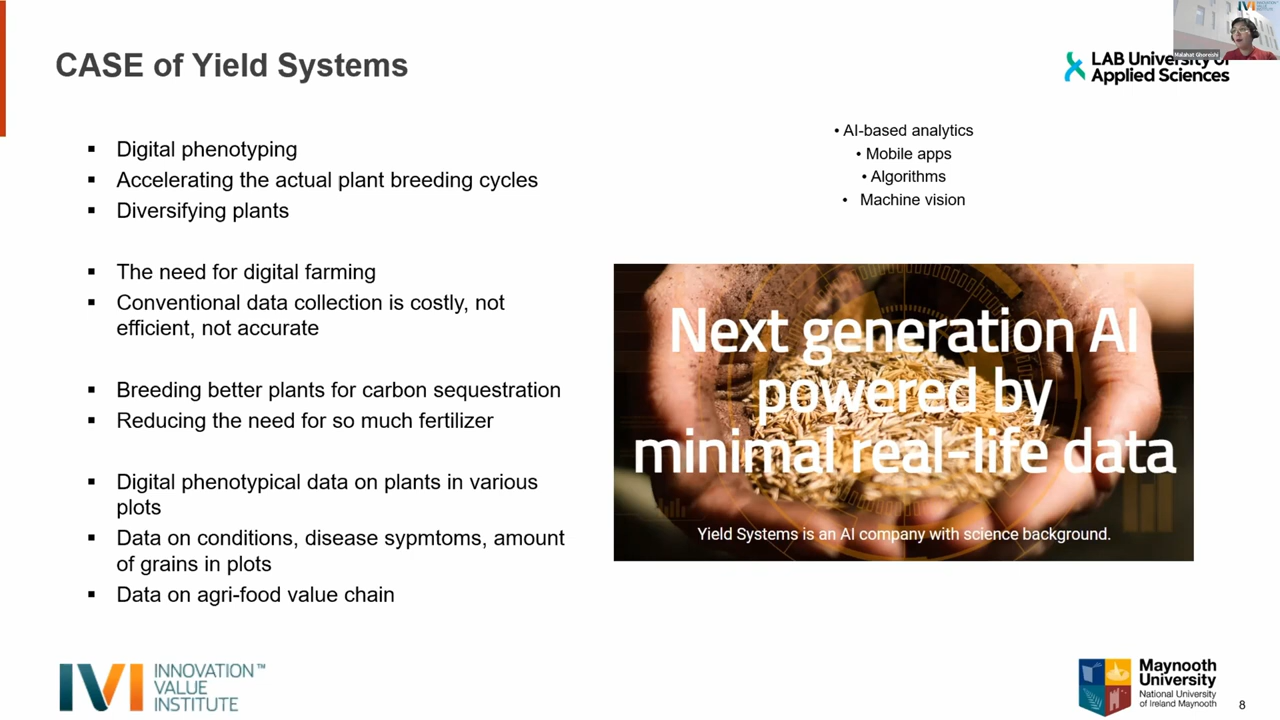 CASE of Yield Systems
LAB University of
Applied Sciences
IVI
Malahat Ghoreishi
▪ Digital phenotyping
▪ Accelerating the actual plant breeding cycles
▪ Diversifying plants
▪ The need for digital farming
▪ Conventional data collection is costly, not
efficient, not accurate
▪ Breeding better plants for carbon sequestration
▪ Reducing the need for so much fertilizer
▪ Digital phenotypical data on plants in various
plots
▪ Data on conditions, disease sypmtoms, amount
of grains in plots
▪ Data on agri-food value chain
• AI-based analytics
• Mobile apps
• Algorithms
• Machine vision
Next generation AI
powered by
minimal real-life data
Yield Systems is an AI company with science background.
IVI
INNOVATION™
VALUE
INSTITUTE
Maynooth
University
National University
of Ireland Maynooth
8